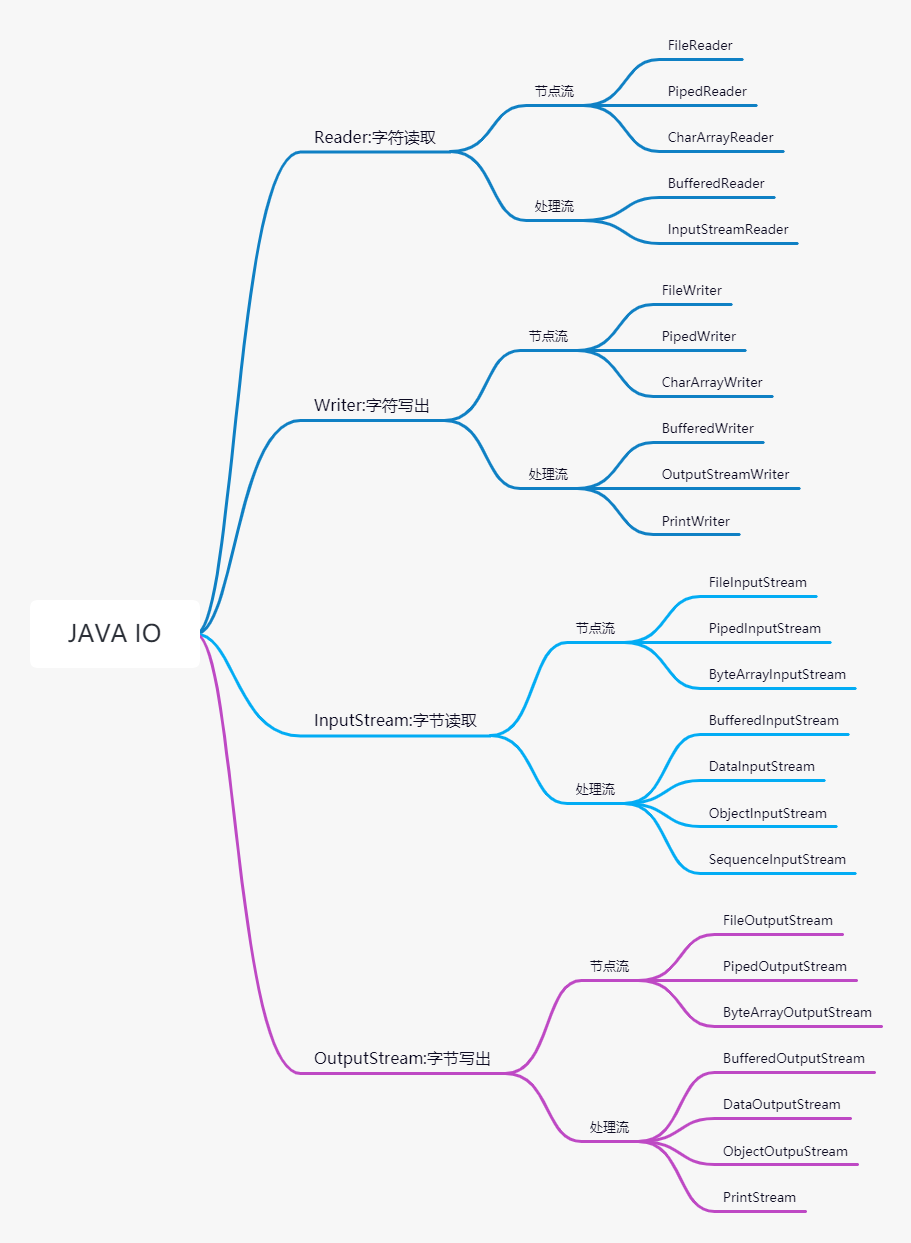 JAVA IO
Reader:字符读取
节点流
FileReader
PipedReader
CharArrayReader
处理流
BufferedReader
InputStreamReader
Writer:字符写出
节点流
FileWriter
PipedWriter
CharArrayWriter
处理流
BufferedWriter
OutputStreamWriter
PrintWriter
InputStream:字节读取
节点流
FileInputStream
PipedInputStream
ByteArrayInputStream
处理流
BufferedInputStream
DataInputStream
ObjectInputStream
SequenceInputStream
OutputStream:字节写出
节点流
FileOutputStream
PipedOutputStream
ByteArrayOutputStream
处理流
BufferedOutputStream
DataOutputStream
ObjectOutpuStream
PrintStream